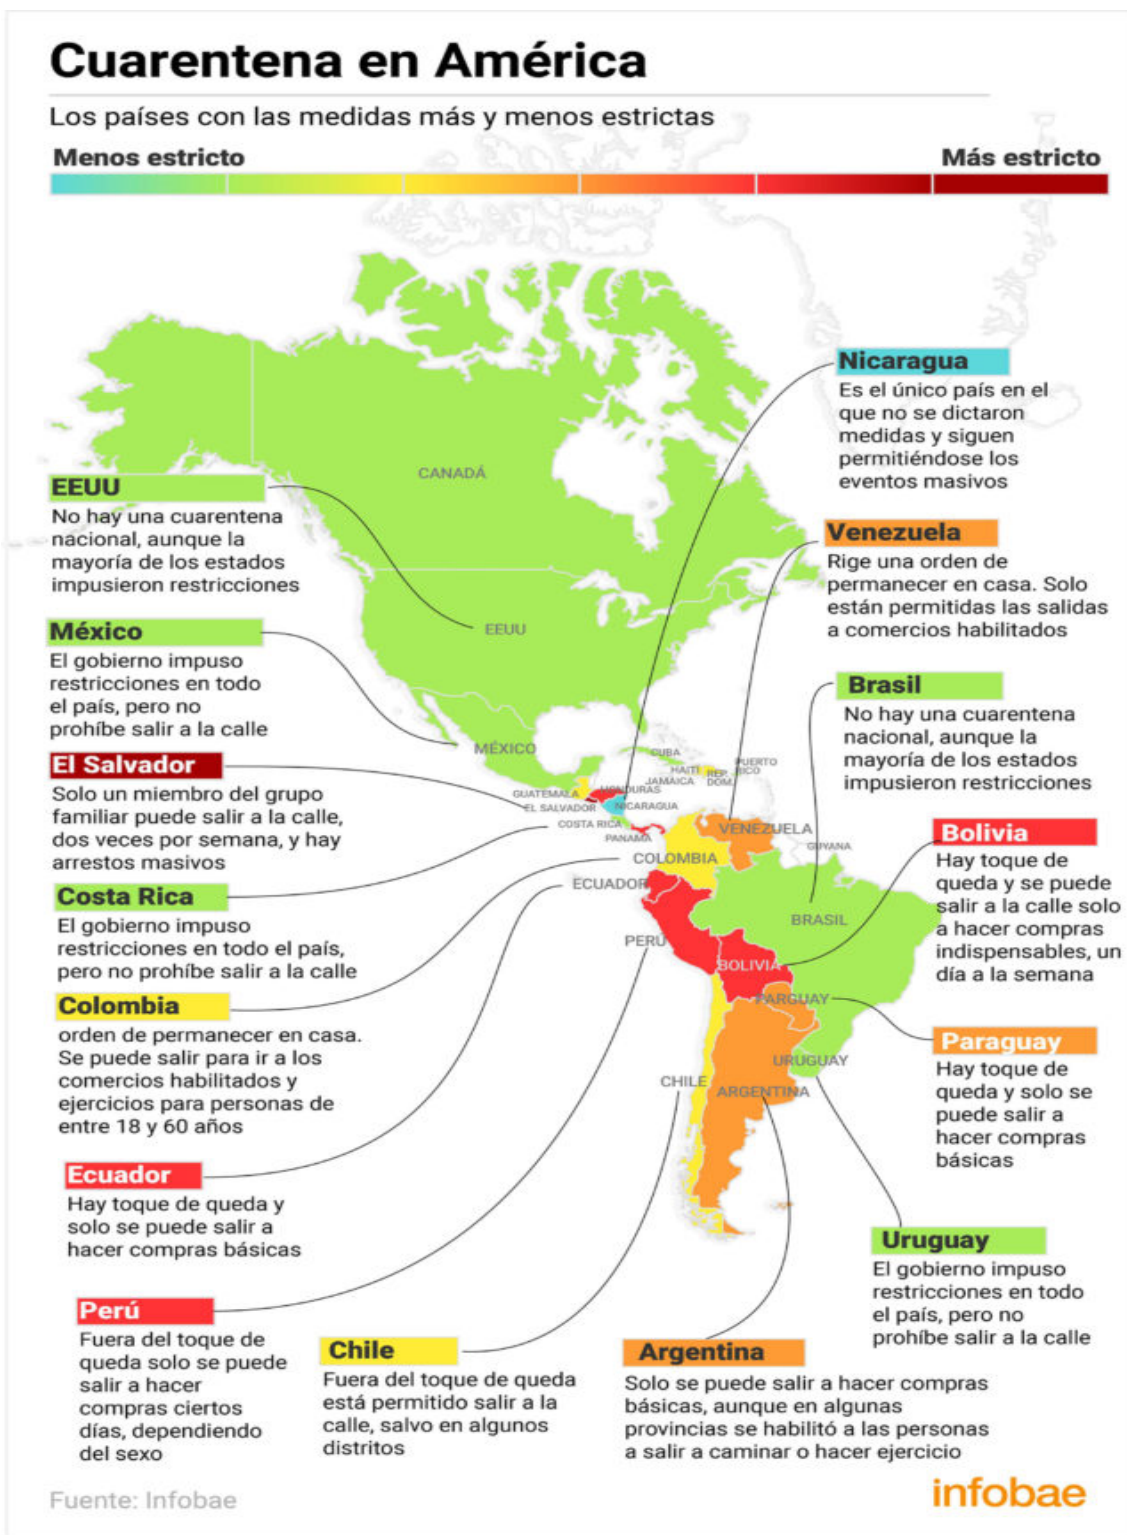 Cuarentena en América
Los países con las medidas más y menos estrictas
Menos estricto
Más estricto
Nicaragua
Es el único país en el
que no se dictaron
medidas y siguen
permitiéndose los
eventos masivos
CANADÁ
EEUU
No hay una cuarentena
nacional, aunque la
mayoría de los estados
impusieron restricciones
Venezuela
Rige una orden de
permanecer en casa. Solo
están permitidas las salidas
a comercios habilitados
EEUU
México
El gobierno impuso
restricciones en todo
el país, pero no
prohíbe salir a la calle
Brasil
No hay una cuarentena
nacional, aunque la
mayoría de los estados
impusieron restricciones
MÉXICO
CUBA
HAITÍ
REP.
DOM.
PUERTO
RICO
JAMAICA
GUATEMALA
HONDURAS
EL SALVADOR
NICARAGUA
COSTA RICA
PANAMÁ
VENEZUELA
GUYANA
COLOMBIA
ECUADOR
BRASIL
PERÚ
BOLIVIA
PARGUAY
URUGUAY
CHILE
ARGENTINA
El Salvador
Solo un miembro del grupo
familiar puede salir a la calle,
dos veces por semana, y hay
arrestos masivos
Bolivia
Hay toque de
queda y se puede
salir a la calle solo
a hacer compras
indispensables, un
día a la semana
Costa Rica
El gobierno impuso
restricciones en todo el país,
pero no prohíbe salir a la calle
Colombia
orden de permanecer en casa.
Se puede salir para ir a los
comercios habilitados y
ejercicios para personas de
entre 18 y 60 años
Paraguay
Hay toque de
queda y solo se
puede salir a
hacer compras
básicas
Ecuador
Hay toque de queda y
solo se puede salir a
hacer compras básicas
Uruguay
El gobierno impuso
restricciones en todo
el país, pero no
prohíbe salir a la calle
Perú
Fuera del toque de
queda solo se puede
salir a hacer
compras ciertos
días, dependiendo
del sexo
Chile
Fuera del toque de queda
está permitido salir a la
calle, salvo en algunos
distritos
Argentina
Solo se puede salir a hacer compras
básicas, aunque en algunas
provincias se habilitó a las personas
a salir a caminar o hacer ejercicio
Fuente: Infobae
infobae